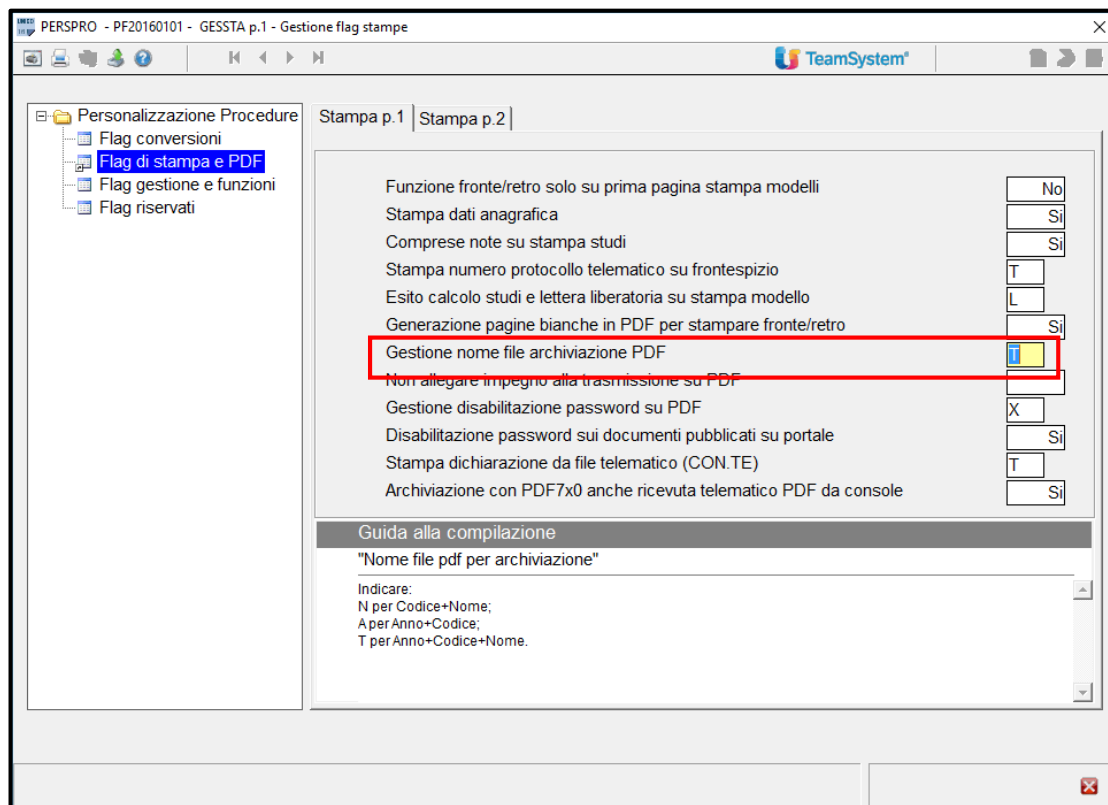 PERSPRO - PF20160101 - GESSTA p.1 - Gestione flag stampe
TeamSystem®
Personalizzazione Procedure
Flag conversioni
Flag di stampa e PDF
Flag gestione e funzioni
Flag riservati
Stampa p.1 Stampa p.2
Funzione fronte/retro solo su prima pagina stampa modelli No
Stampa dati anagrafica Si
Comprese note su stampa studi Si
Stampa numero protocollo telematico su frontespizio T
Esito calcolo studi e lettera liberatoria su stampa modello L
Generazione pagine bianche in PDF per stampare fronte/retro Si
Gestione nome file archiviazione PDF T
Non allegare impegno alla trasmissione su PDF
Gestione disabilitazione password su PDF X
Disabilitazione password sui documenti pubblicati su portale Si
Stampa dichiarazione da file telematico (CON.TE) T
Archiviazione con PDF7x0 anche ricevuta telematico PDF da console Si
Guida alla compilazione
"Nome file pdf per archiviazione"
Indicare:
N per Codice+Nome;
A per Anno+Codice;
T per Anno+Codice+Nome.